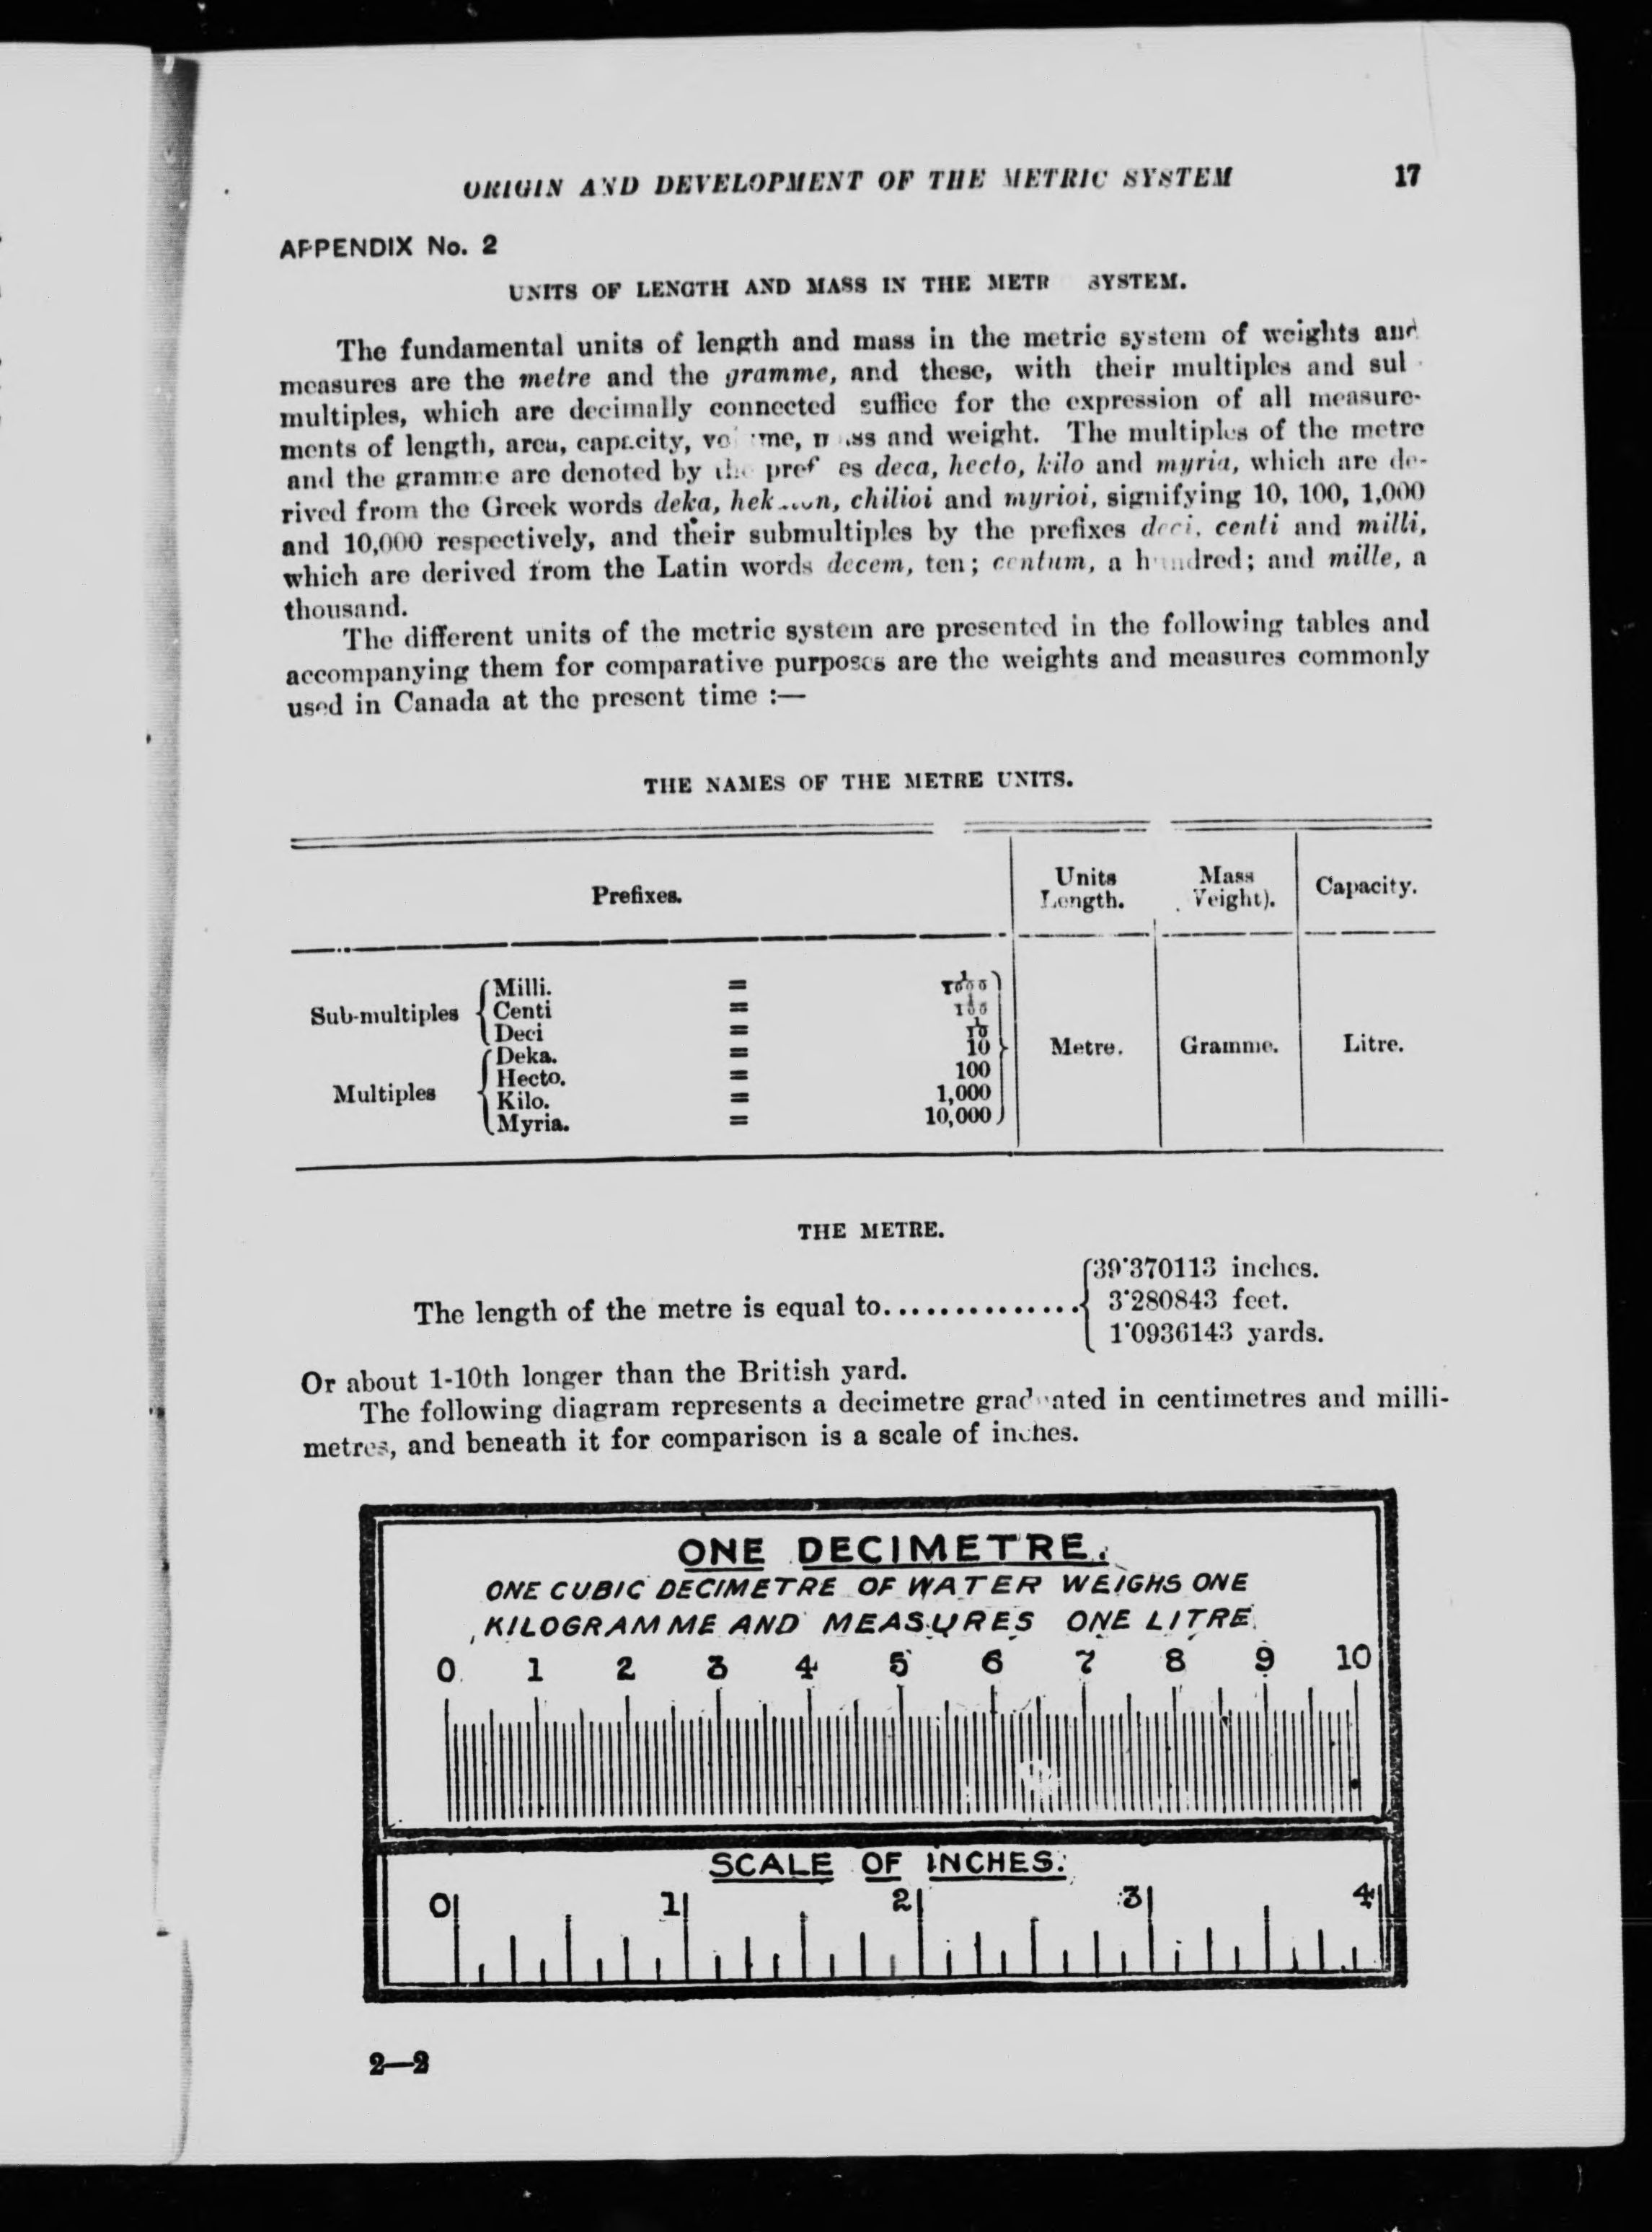 ORIGIN AND DEVELOPMENT OF THE METRIC SYSTEM 17
APPENDIX No. 2
UNITS OF LENGTH AND MASS IN THE METR SYSTEM.
The fundamental units of length and mass in the metric system of weights and
measures are the metre and the gramme, and these, with their multiples and sul
multiples, which are decimally connected suffice for the expression of all measure-
ments of length, area, capacity, and weight. The multiples of the metre
and the gramme are denoted by the deca, hecto, kilo and myria, which are de-
rived from the Greek words deka, chilioi and myrioi, signifying 10, 100, 1,000
and 10,000 respectively, and their submultiples by the prefixes deci, centi and milli,
which are derived from the Latin words decem, ten; centum, a hundred; and mille, a
thousand.
The different units of the metric system are presented in the following tables and
accompanying them for comparative purposes are the weights and measures commonly
used in Canada at the present time :—
THE NAMES OF THE METRE UNITS.
Prefixes. Units Length. Mass Weight). Capacity.
Sub-multiples
Milli. = 1/1000
Centi = 1/100
Deci = 1/10
Multiples
Deka. = 10
Hecto. = 100
Kilo. = 1,000
Myria. = 10,000
Metre. Gramme. Litre.
THE METRE.
39·370113 inches.
The length of the metre is equal to............... 3·280843 feet.
1·0936143 yards.
Or about 1-10th longer than the British yard.
The following diagram represents a decimetre graduated in centimetres and milli-
metres, and beneath it for comparison is a scale of inches.
ONE DECIMETRE.
ONE CUBIC DECIMETRE OF WATER WEIGHS ONE
KILOGRAMME AND MEASURES ONE LITRE.
0 1 2 3 4 5 6 7 8 9 10
SCALE OF INCHES.
0 1 2 3 4
2—2